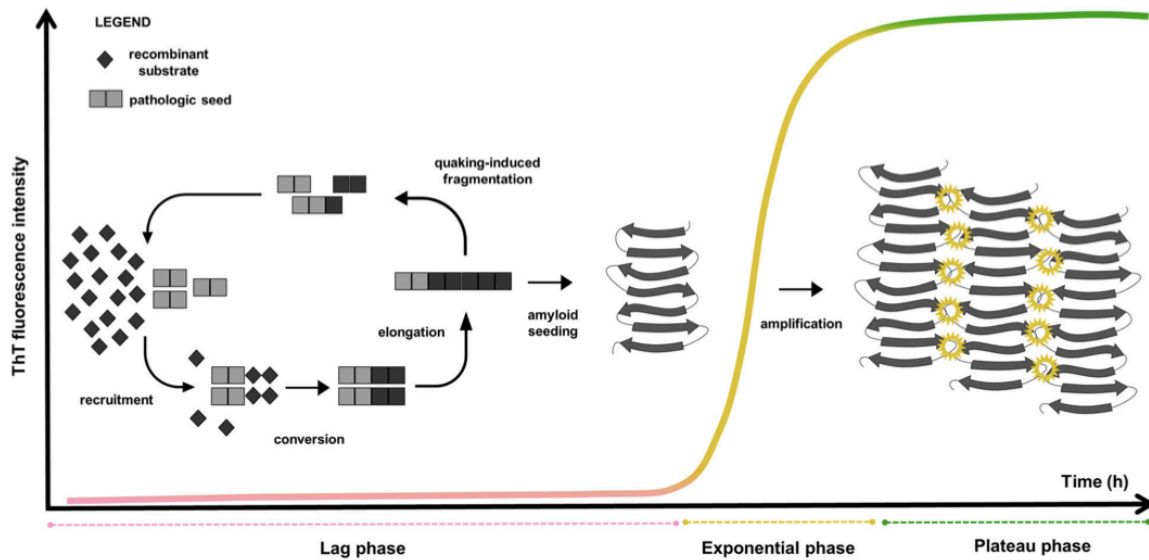 LEGEND
recombinant
substrate
pathologic seed
ThT fluorescence intensity
quaking-induced
fragmentation
elongation
amyloid
seeding
amplification
recruitment
conversion
Time (h)
Lag phase
Exponential phase
Plateau phase